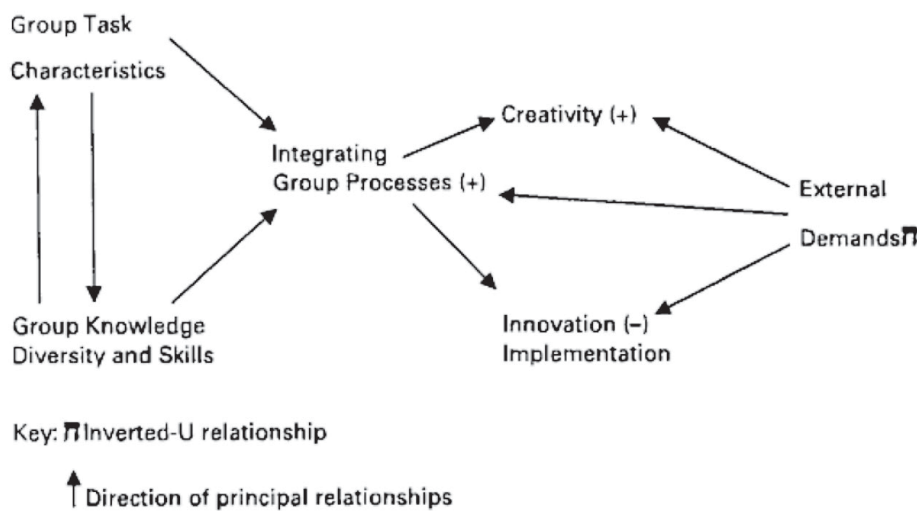 Group Task
Characteristics
Creativity (+)
Integrating
Group Processes (+)
External
Demands⊓
Group Knowledge
Diversity and Skills
Innovation (–)
Implementation
Key: ⊓ Inverted-U relationship
↑ Direction of principal relationships